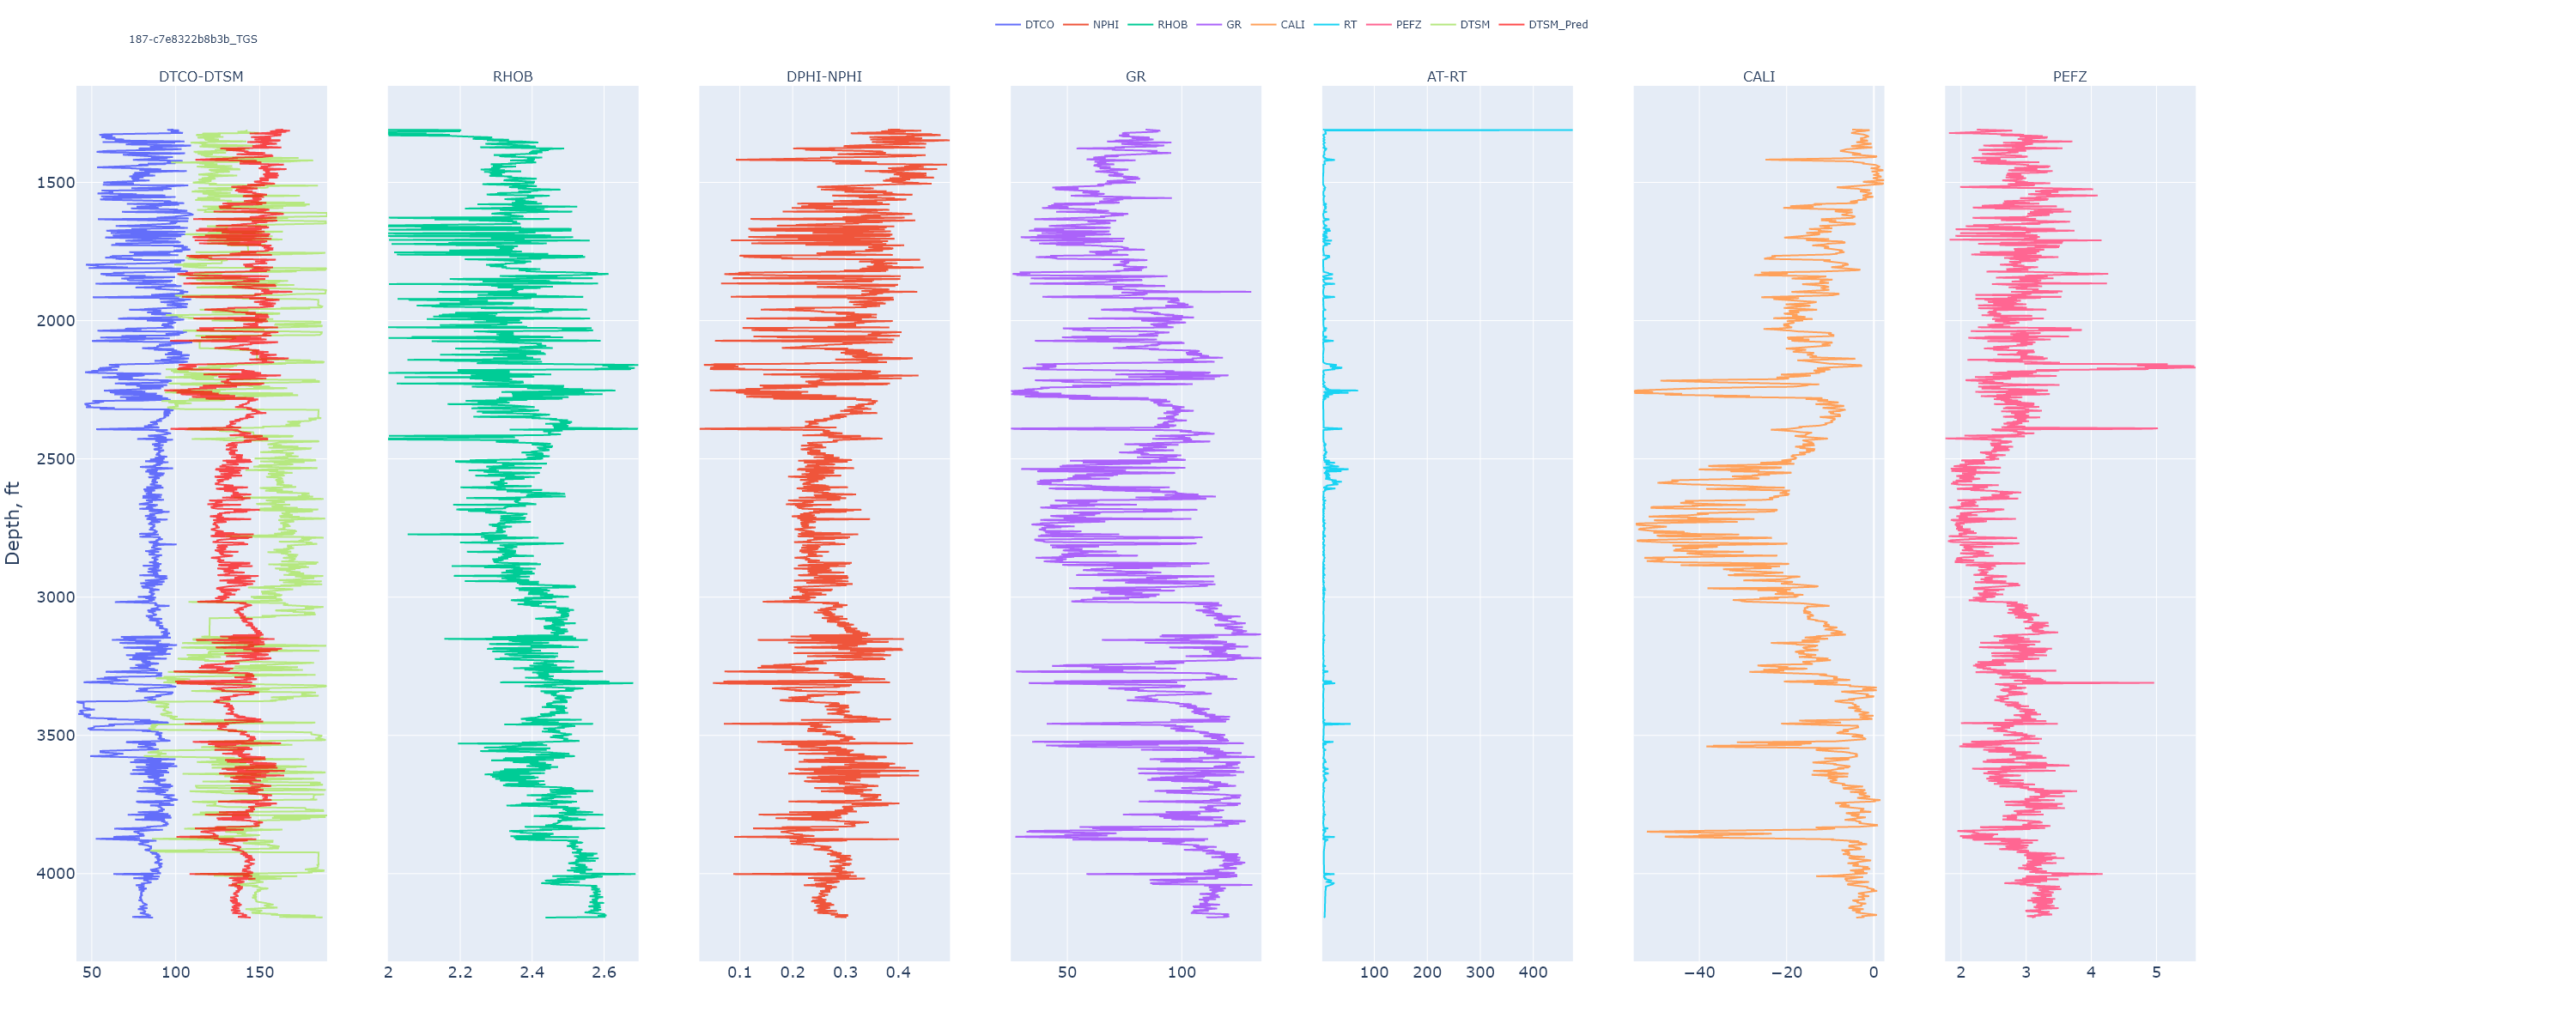 DTCO NPHI RHOB GR CALI RT PEFZ DTSM DTSM_Pred
187-c7e8322b8b3b_TGS
DTCO-DTSM RHOB DPHI-NPHI GR AT-RT CALI PEFZ
Depth, ft
1500
2000
2500
3000
3500
4000
50 100 150 2 2.2 2.4 2.6 0.1 0.2 0.3 0.4 50 100 100 200 300 400 −40 −20 0 2 3 4 5